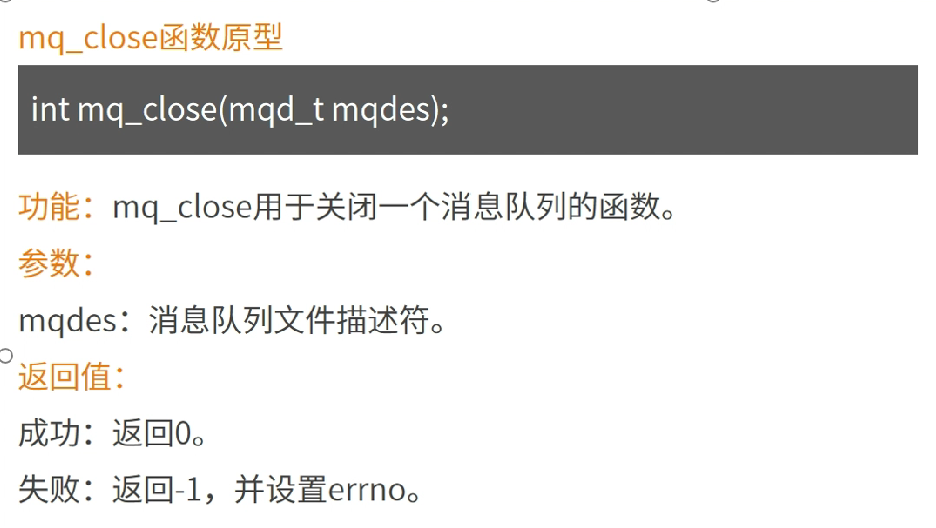 mq_close函数原型
int mq_close(mqd_t mqdes);
功能：mq_close用于关闭一个消息队列的函数。
参数：
mqdes：消息队列文件描述符。
返回值：
成功：返回0。
失败：返回-1，并设置errno。